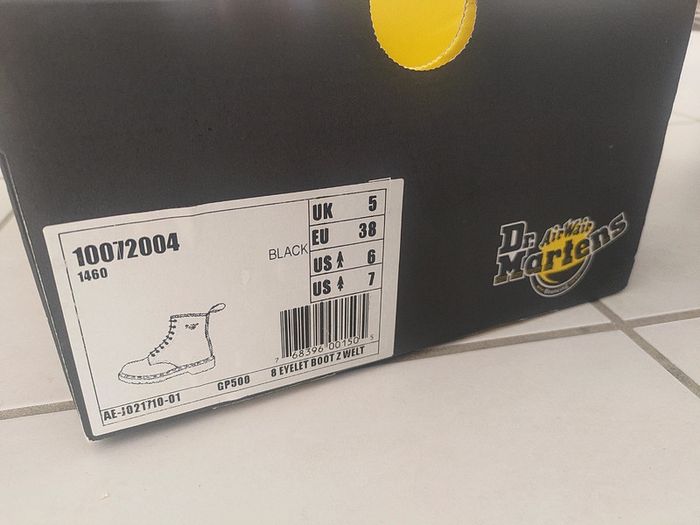 10072004
1460
BLACK
UK 5
EU 38
US 6
US 7
7 68396 00150 5
8 EYELET BOOT Z WELT
GP500
AE-J021710-01
Dr. Martens
AirWair